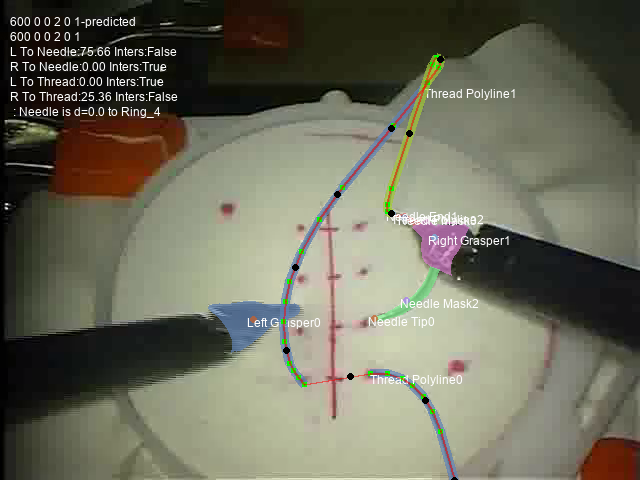 600 0 0 2 0 1-predicted
600 0 0 2 0 1
L To Needle:75.66 Inters:False
R To Needle:0.00 Inters:True
L To Thread:0.00 Inters:True
R To Thread:25.36 Inters:False
: Needle is d=0.0 to Ring_4
Thread Polyline1
Needle End1
Right Grasper1
Needle Mask2
Left Grasper0
Needle Tip0
Thread Polyline0